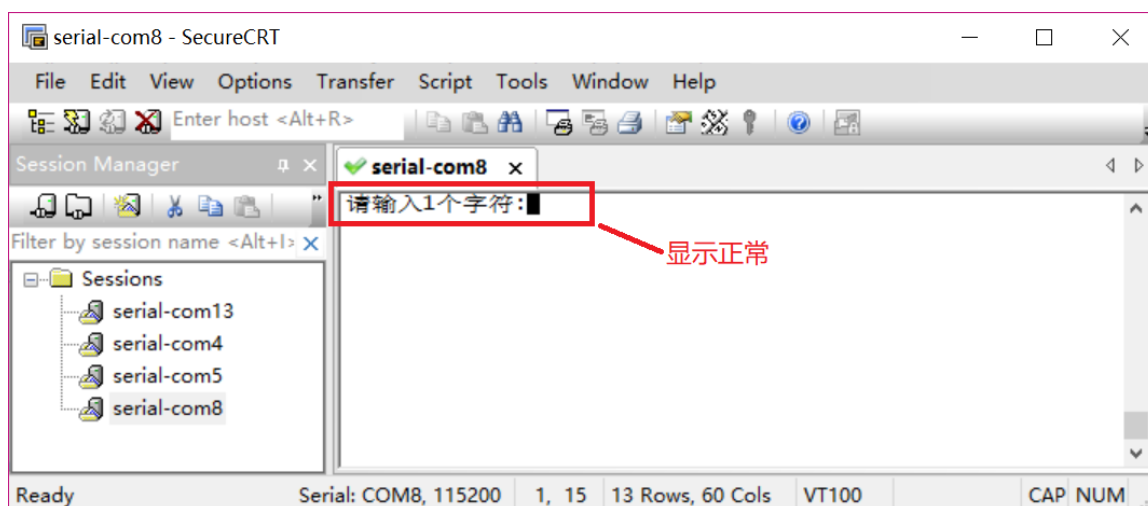 serial-com8 - SecureCRT
File Edit View Options Transfer Script Tools Window Help
Enter host <Alt+R>
Session Manager
serial-com8
请输入1个字符:
Filter by session name <Alt+I>
显示正常
Sessions
serial-com13
serial-com4
serial-com5
serial-com8
Ready Serial: COM8, 115200 1, 15 13 Rows, 60 Cols VT100 CAP NUM